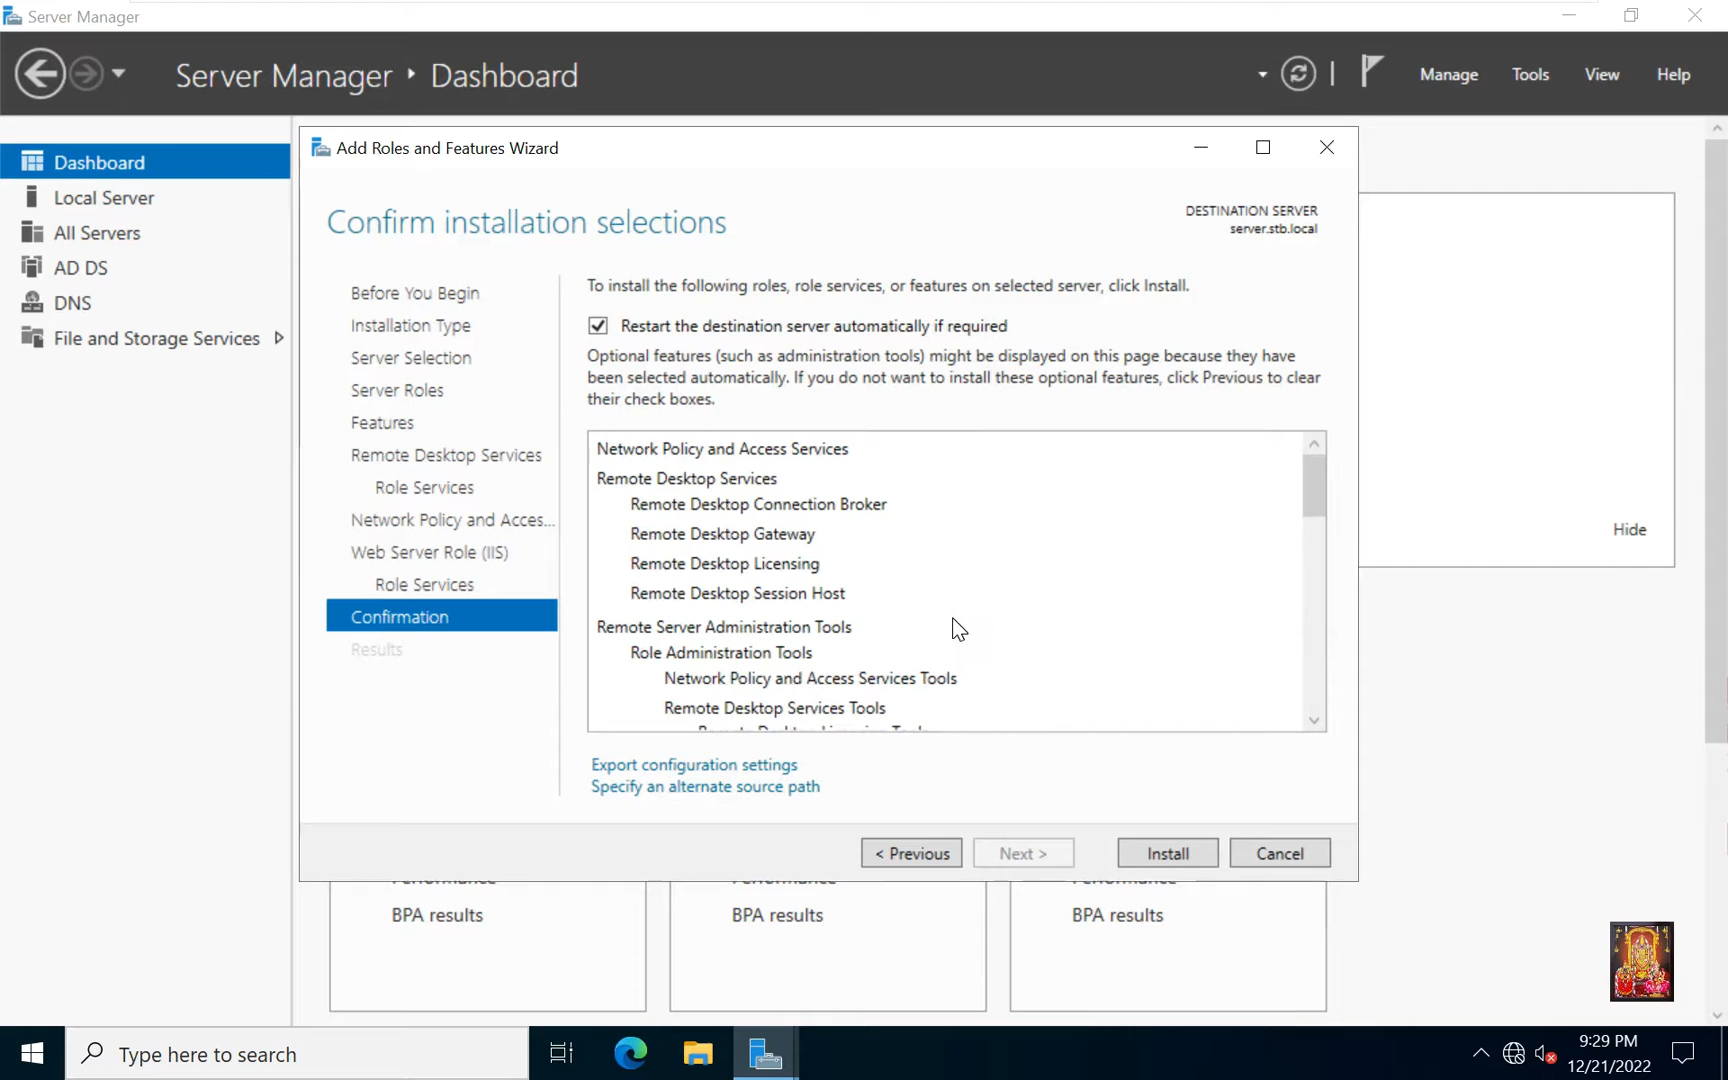 Server Manager
Server Manager ‣ Dashboard
Manage
Tools
View
Help
Dashboard
Local Server
All Servers
AD DS
DNS
File and Storage Services
Add Roles and Features Wizard
Confirm installation selections
DESTINATION SERVER
server.stb.local
Before You Begin
Installation Type
Server Selection
Server Roles
Features
Remote Desktop Services
Role Services
Network Policy and Acces...
Web Server Role (IIS)
Role Services
Confirmation
Results
To install the following roles, role services, or features on selected server, click Install.
Restart the destination server automatically if required
Optional features (such as administration tools) might be displayed on this page because they have
been selected automatically. If you do not want to install these optional features, click Previous to clear
their check boxes.
Network Policy and Access Services
Remote Desktop Services
Remote Desktop Connection Broker
Remote Desktop Gateway
Remote Desktop Licensing
Remote Desktop Session Host
Remote Server Administration Tools
Role Administration Tools
Network Policy and Access Services Tools
Remote Desktop Services Tools
Export configuration settings
Specify an alternate source path
< Previous
Next >
Install
Cancel
Hide
BPA results
BPA results
BPA results
Type here to search
9:29 PM
12/21/2022